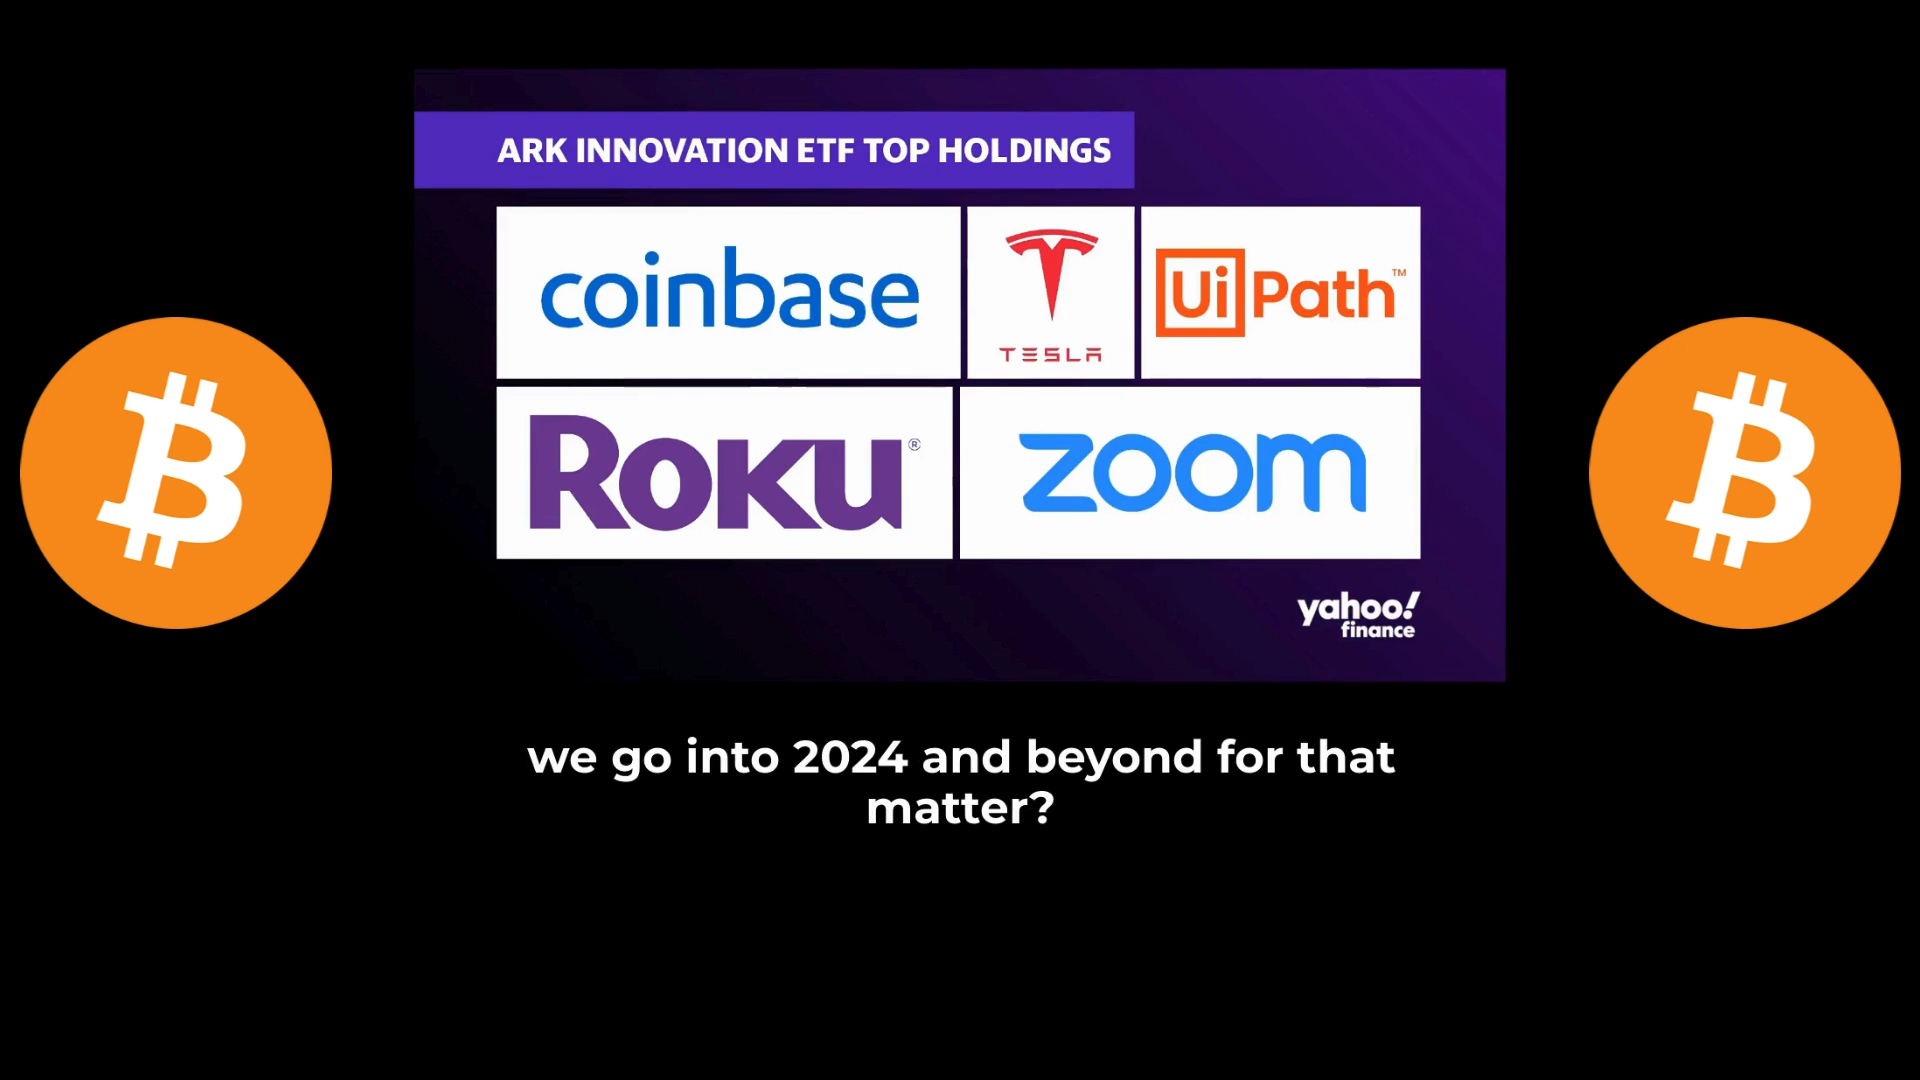 ARK INNOVATION ETF TOP HOLDINGS
coinbase
TESLA
UiPath™
ROKU®
zoom
yahoo!
finance
we go into 2024 and beyond for that
matter?